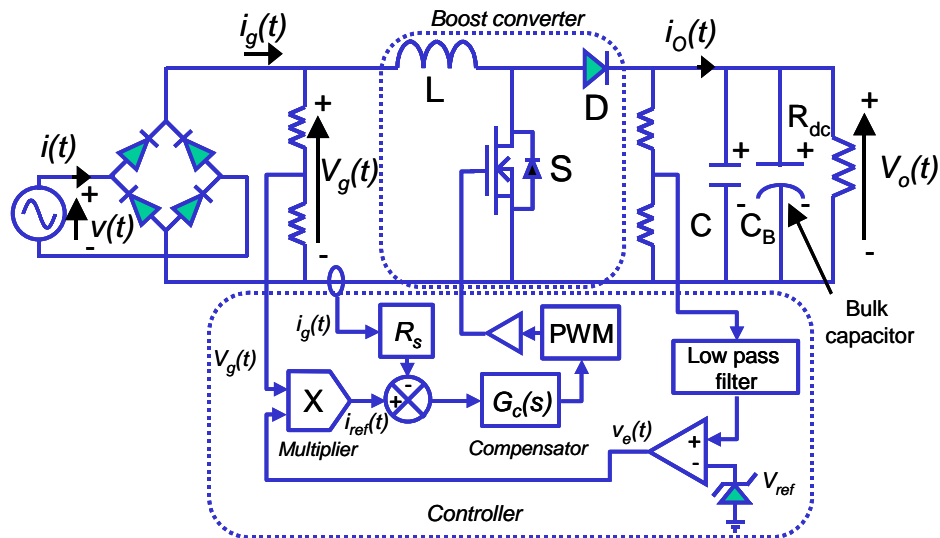 Boost converter
i_g(t)
i_O(t)
L
D
+
V_g(t)
-
S
i(t)
+
v(t)
-
R_dc
+
+
C
-
C_B
-
+
V_o(t)
-
Bulk
capacitor
i_g(t)
R_s
PWM
Low pass
filter
V_g(t)
X
-
+
i_ref(t)
G_c(s)
Multiplier
Compensator
v_e(t)
+
-
V_ref
Controller